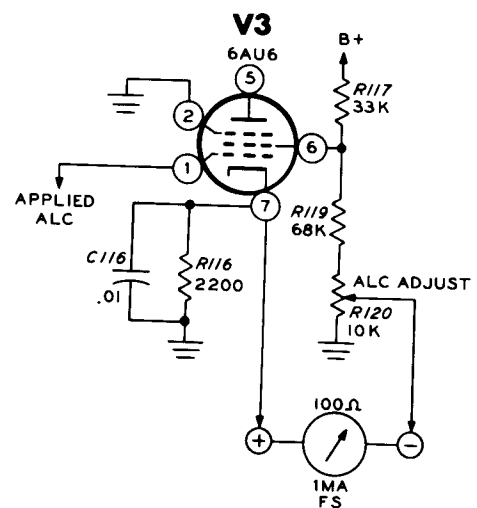 V3
6AU6
B+
5
R117
33K
2
6
1
APPLIED
ALC
7
R119
68K
C116
.01
R116
2200
ALC ADJUST
R120
10K
100Ω
+
−
1MA
FS